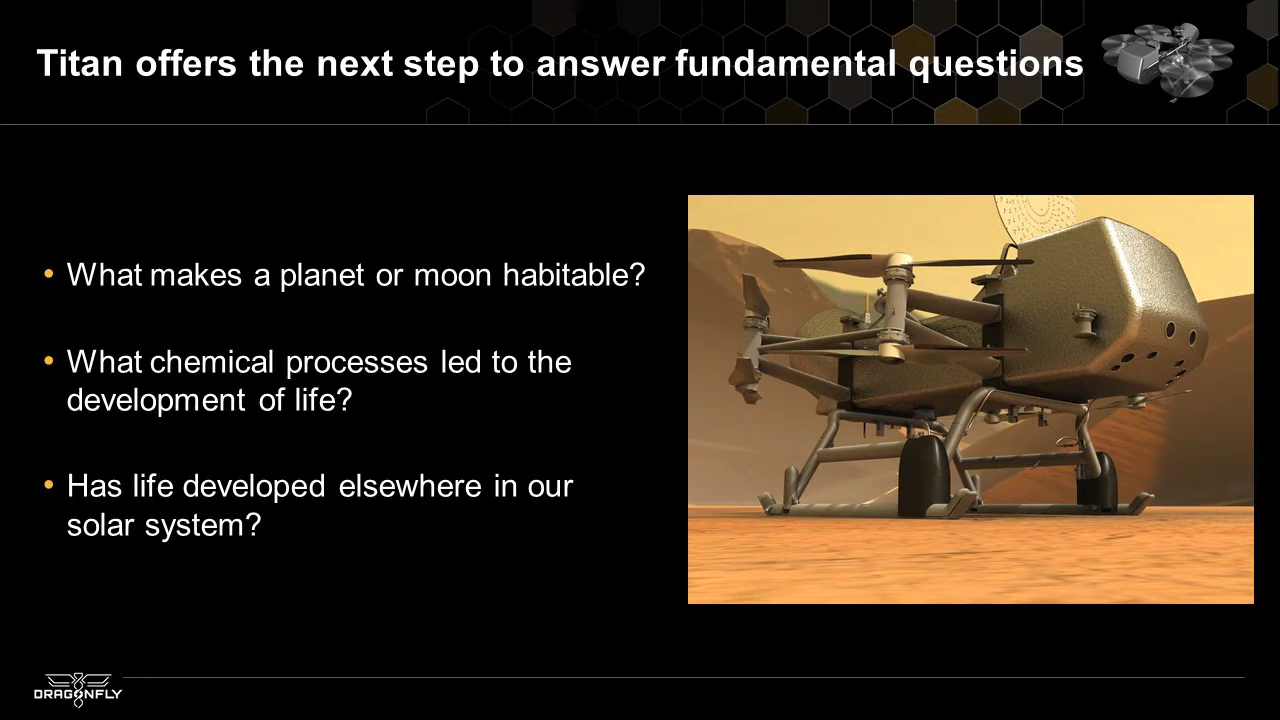 Titan offers the next step to answer fundamental questions
• What makes a planet or moon habitable?
• What chemical processes led to the
development of life?
• Has life developed elsewhere in our
solar system?
DRAGONFLY